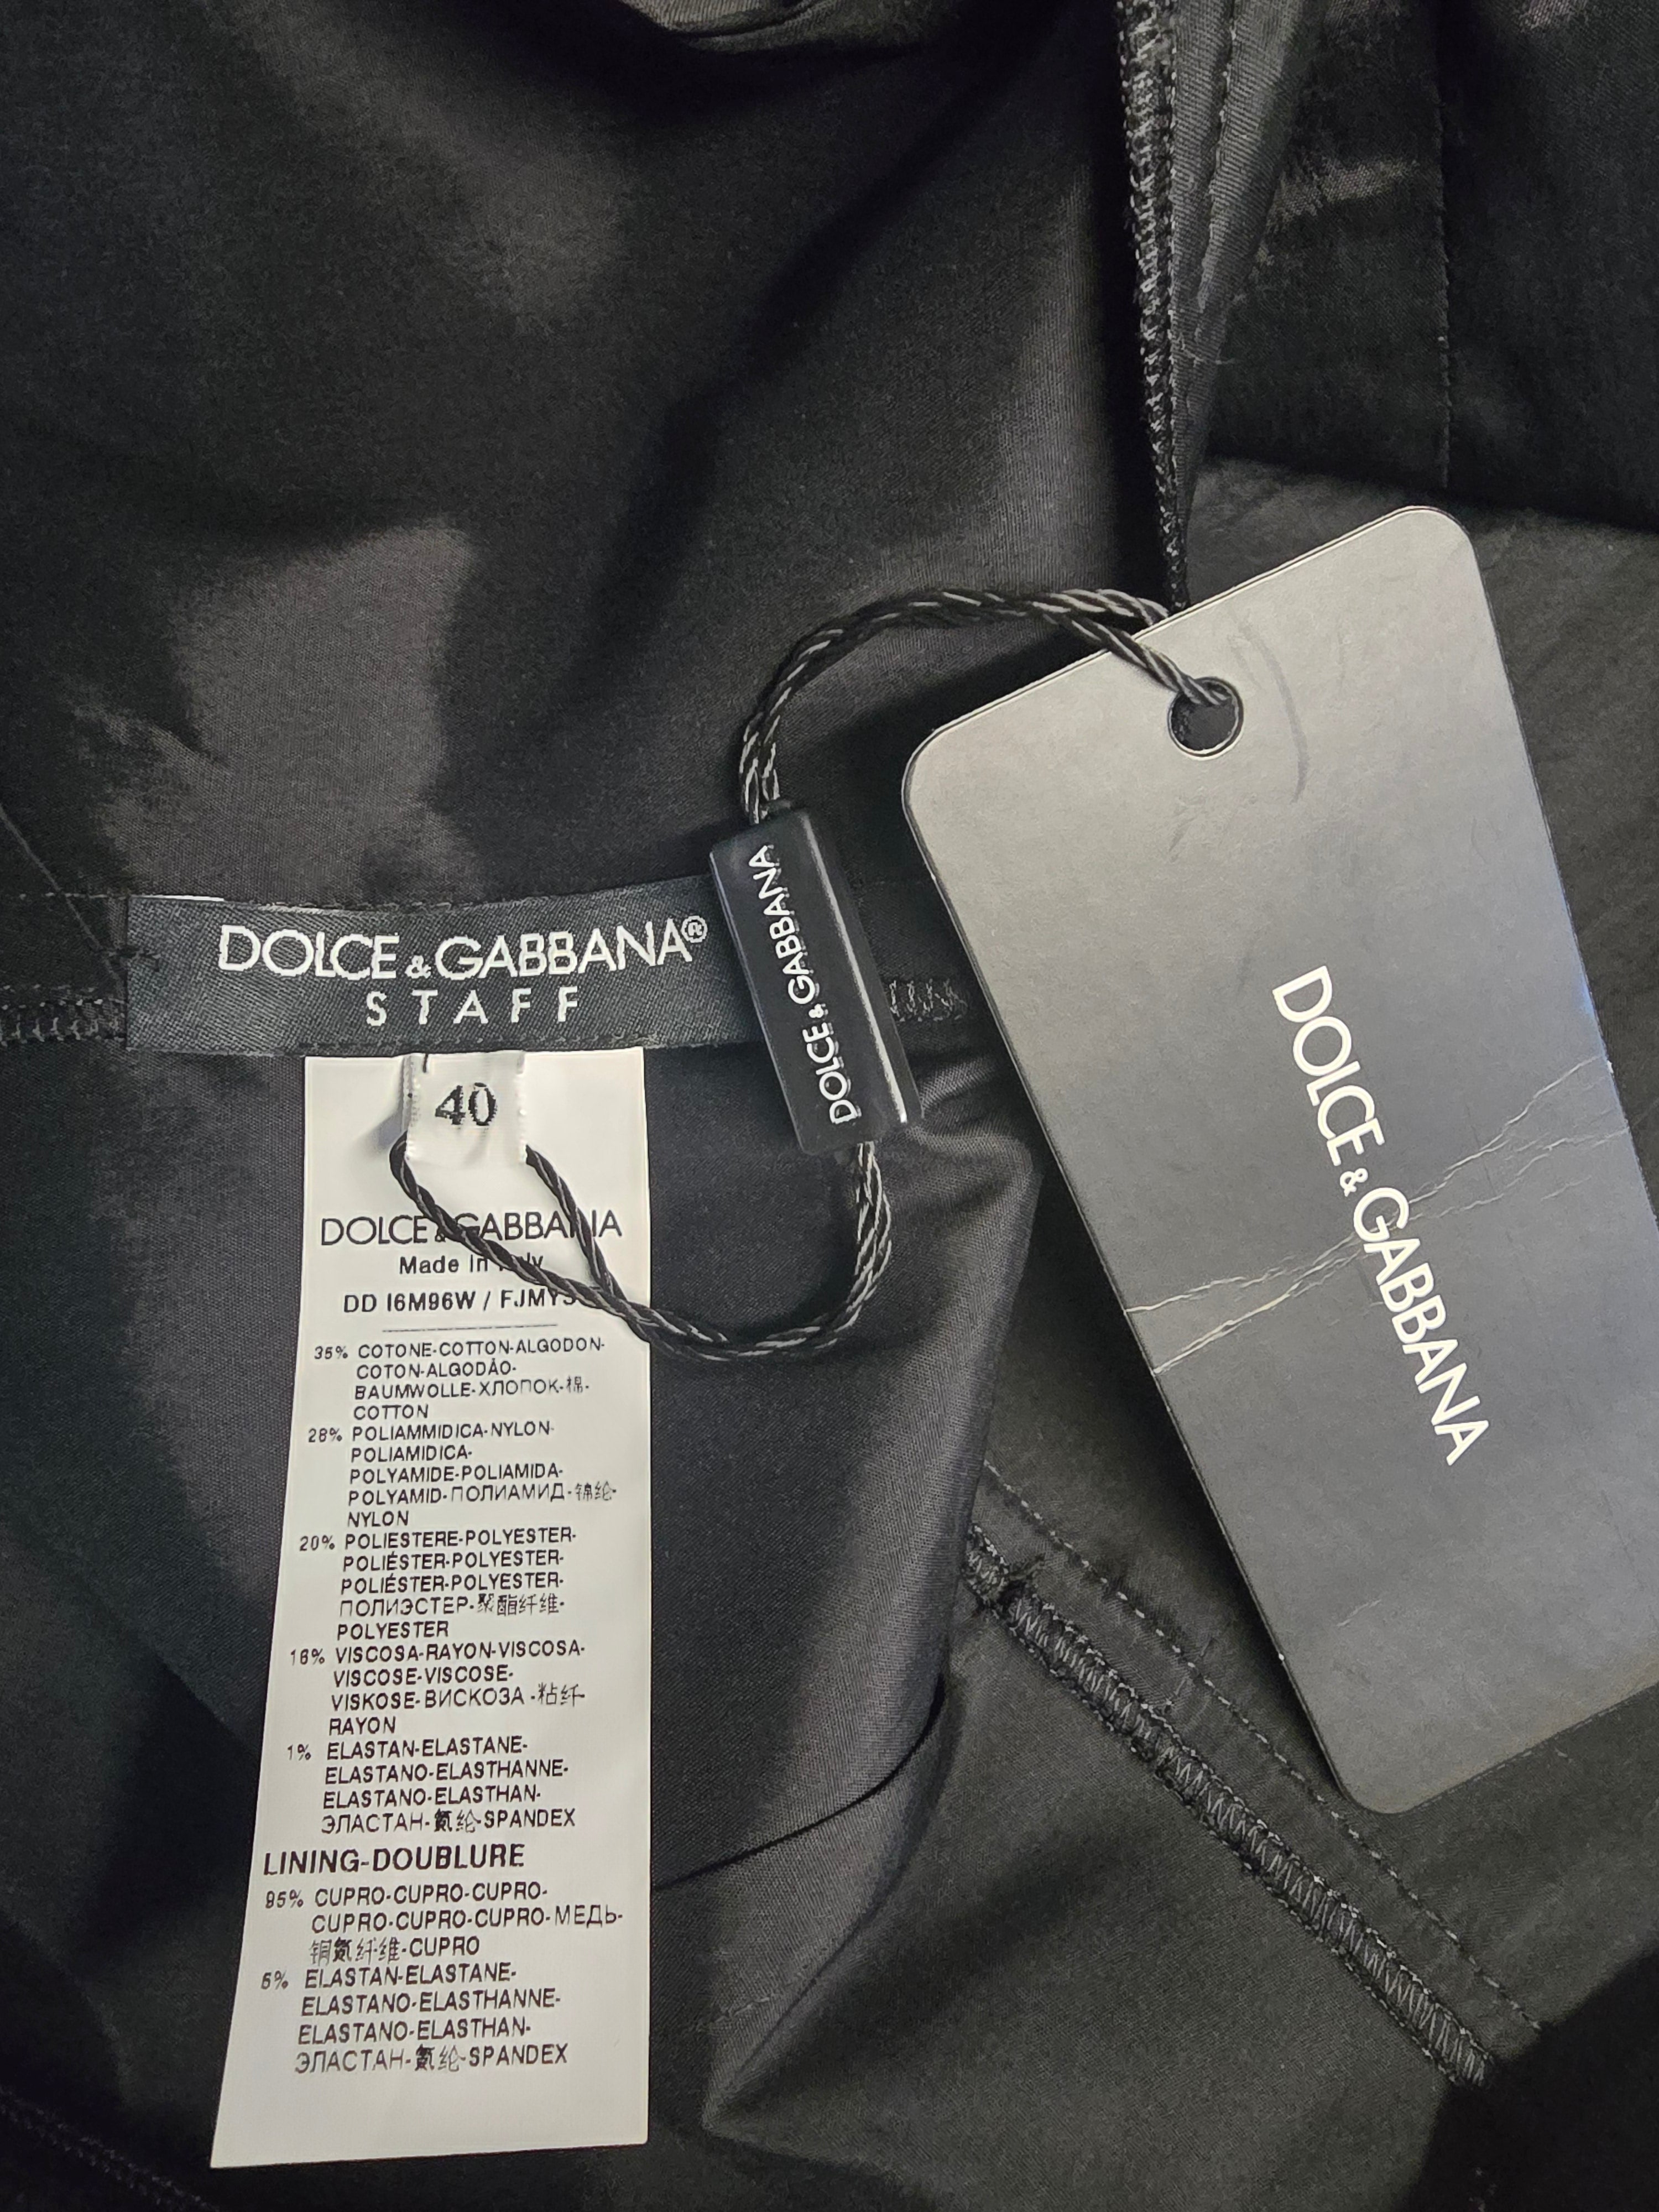 DOLCE & GABBANA®
STAFF
DOLCE & GABBANA
DOLCE & GABBANA
40
DOLCE & GABBANA
Made in Italy
DD I6M96W /
35% COTONE-COTTON-ALGODON-
COTON-ALGODÃO-
BAUMWOLLE-ХЛОПОК-棉-
COTTON
28% POLIAMMIDICA-NYLON-
POLIAMIDICA-
POLYAMIDE-POLIAMIDA-
POLYAMID-ПОЛИАМИД-锦纶-
NYLON
20% POLIESTERE-POLYESTER-
POLIÉSTER-POLYESTER-
POLIÉSTER-POLYESTER-
ПОЛИЭСТЕР-聚酯纤维-
POLYESTER
16% VISCOSA-RAYON-VISCOSA-
VISCOSE-VISCOSE-
VISKOSE-ВИСКОЗА -粘纤-
RAYON
1% ELASTAN-ELASTANE-
ELASTANO-ELASTHANNE-
ELASTANO-ELASTHAN-
ЭЛАСТАН-氨纶-SPANDEX
LINING-DOUBLURE
95% CUPRO-CUPRO-CUPRO-
CUPRO-CUPRO-CUPRO-МЕДЬ-
铜氨纤维-CUPRO
5% ELASTAN-ELASTANE-
ELASTANO-ELASTHANNE-
ELASTANO-ELASTHAN-
ЭЛАСТАН-氨纶-SPANDEX